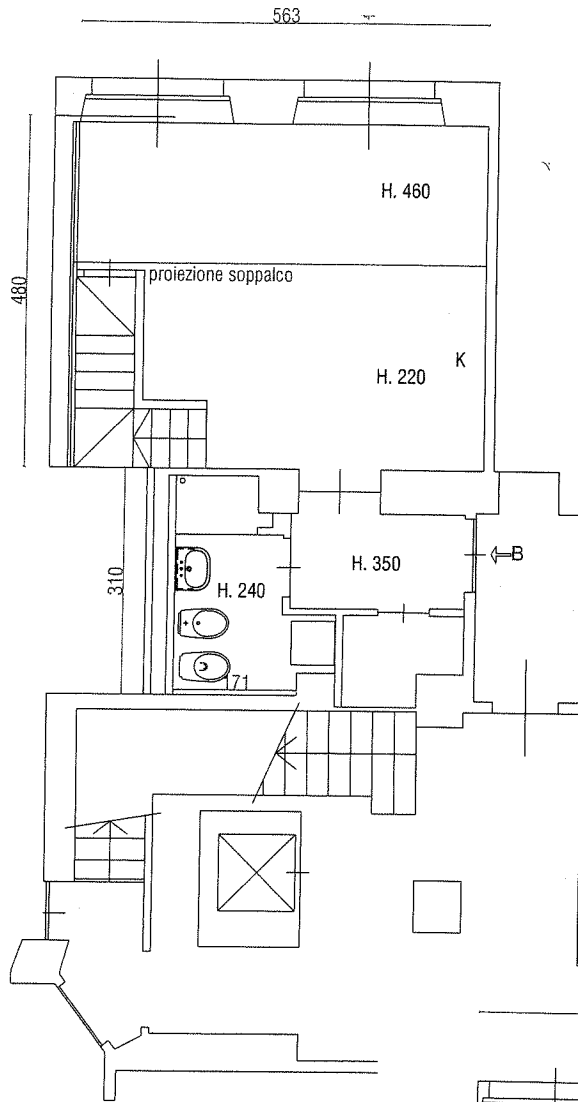 563
H. 460
480
proiezione soppalco
K
H. 220
B
H. 350
310
H. 240
71